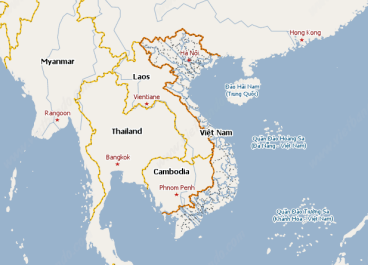 Hong Kong
Hà Nội
Myanmar
Laos
Đảo Hải Nam
(Trung Quốc)
Vientiane
Rangoon
Thailand
Việt Nam
Quần Đảo Hoàng Sa
(Đà Nẵng - Việt Nam)
Bangkok
Cambodia
Phnom Penh
Quần Đảo Trường Sa
(Khánh Hòa - Việt Nam)